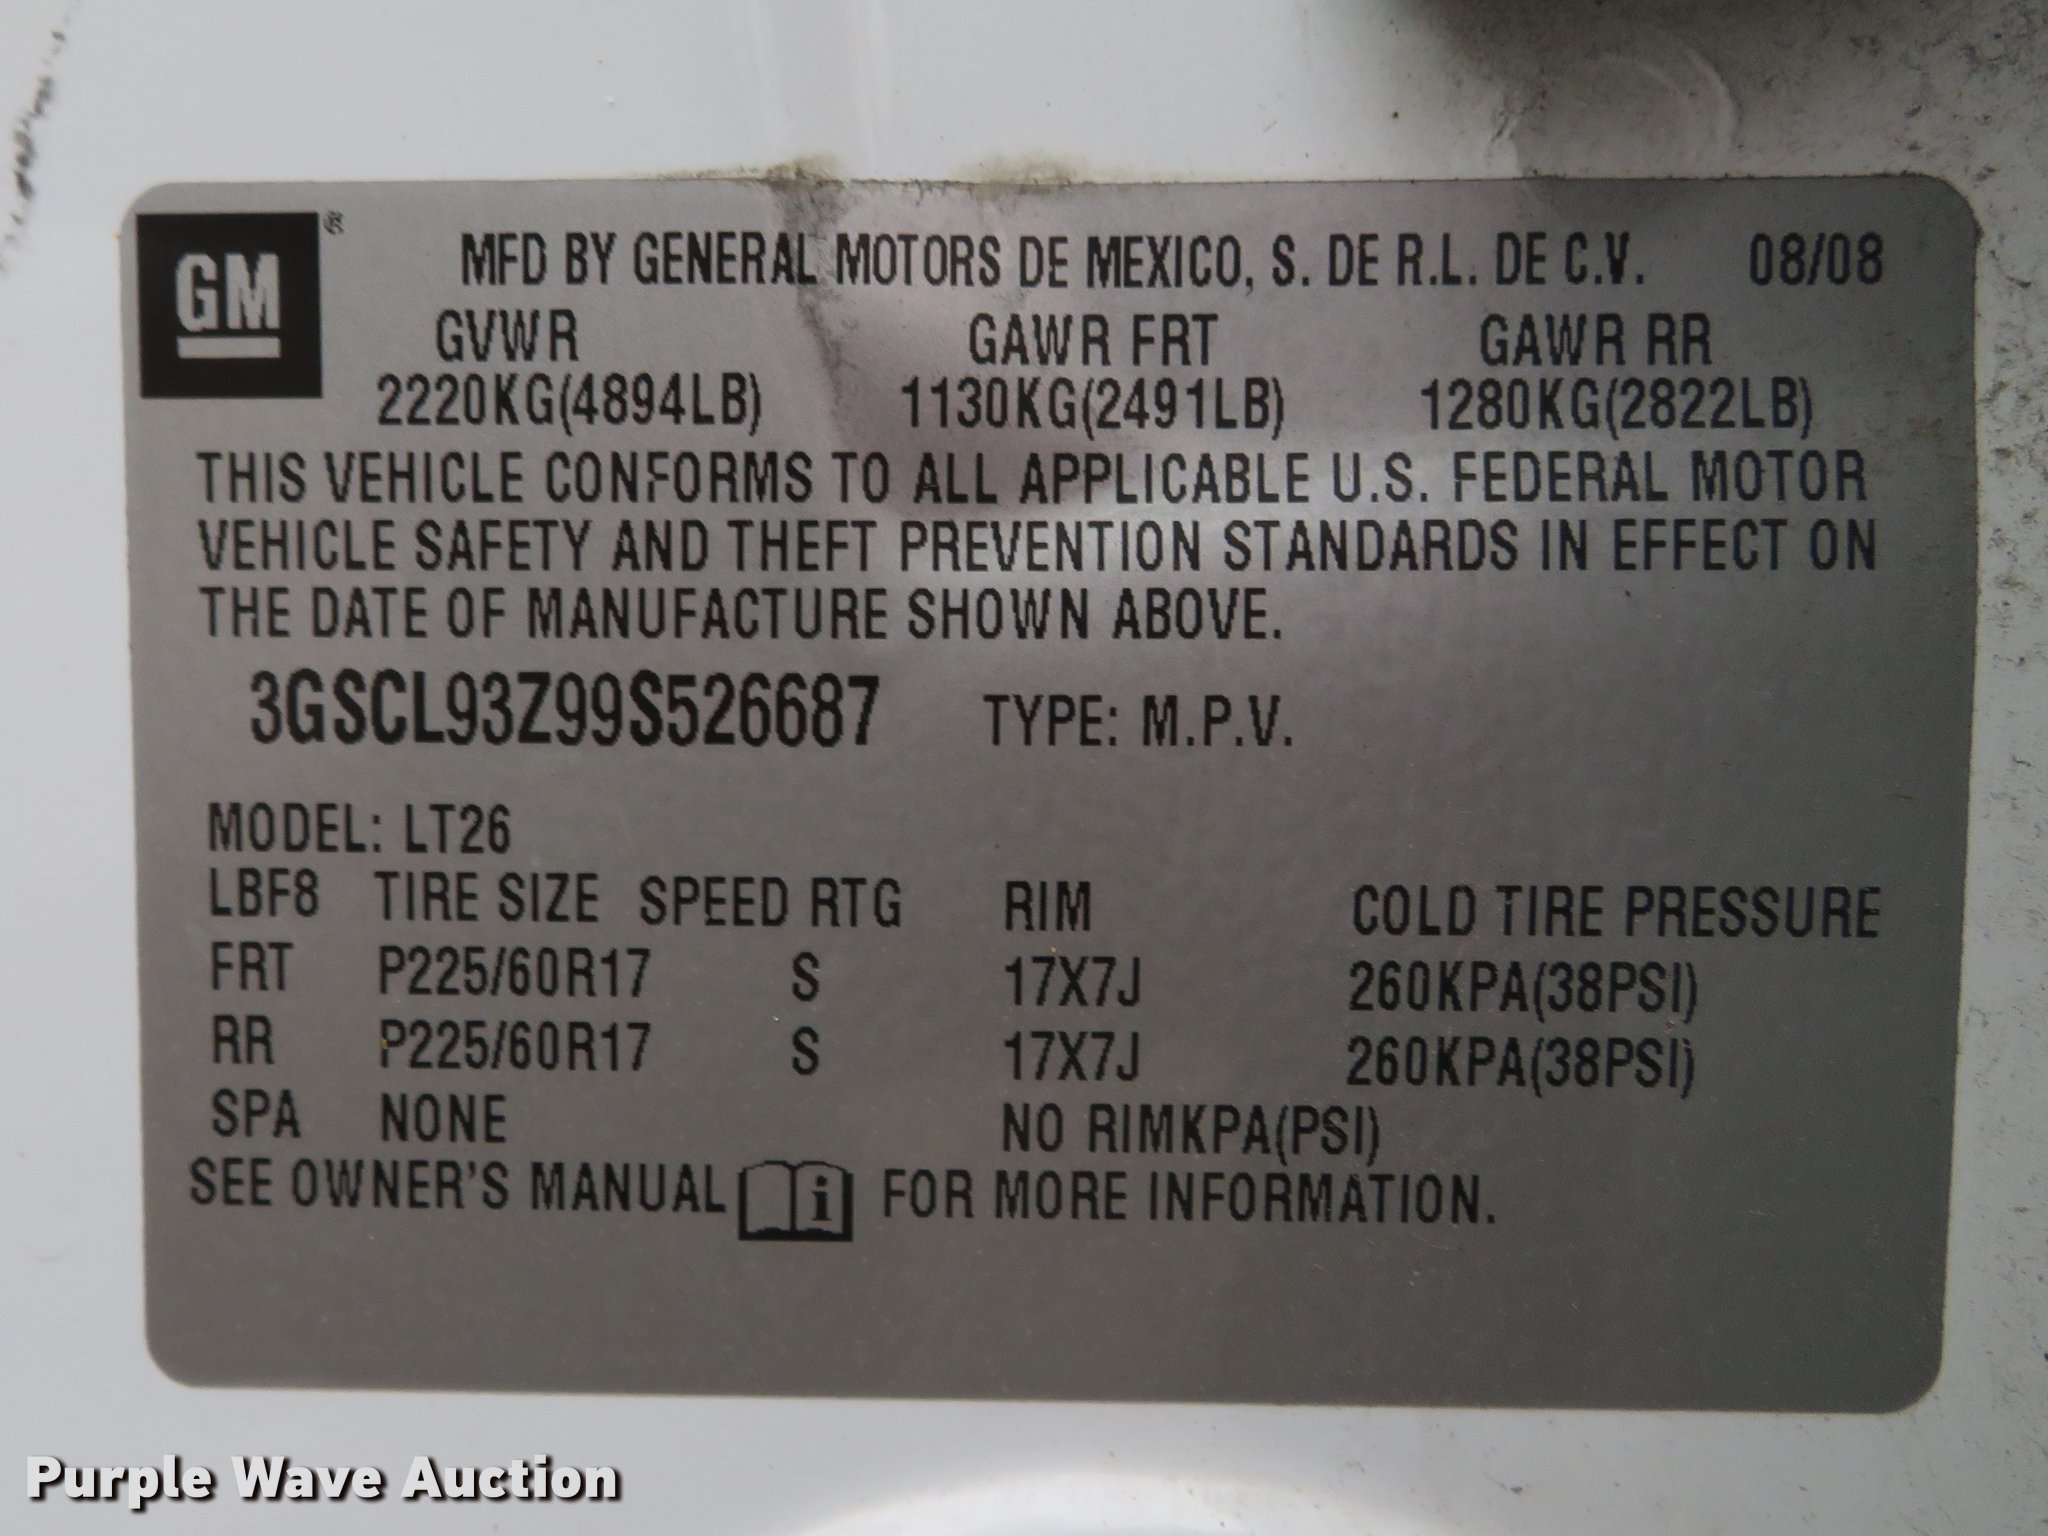 GM ®
MFD BY GENERAL MOTORS DE MEXICO, S. DE R.L. DE C.V. 08/08
GVWR GAWR FRT GAWR RR
2220KG(4894LB) 1130KG(2491LB) 1280KG(2822LB)
THIS VEHICLE CONFORMS TO ALL APPLICABLE U.S. FEDERAL MOTOR
VEHICLE SAFETY AND THEFT PREVENTION STANDARDS IN EFFECT ON
THE DATE OF MANUFACTURE SHOWN ABOVE.
3GSCL93Z99S526687 TYPE: M.P.V.
MODEL: LT26
LBF8 TIRE SIZE SPEED RTG RIM COLD TIRE PRESSURE
FRT P225/60R17 S 17X7J 260KPA(38PSI)
RR P225/60R17 S 17X7J 260KPA(38PSI)
SPA NONE NO RIMKPA(PSI)
SEE OWNER'S MANUAL i FOR MORE INFORMATION.
Purple Wave Auction